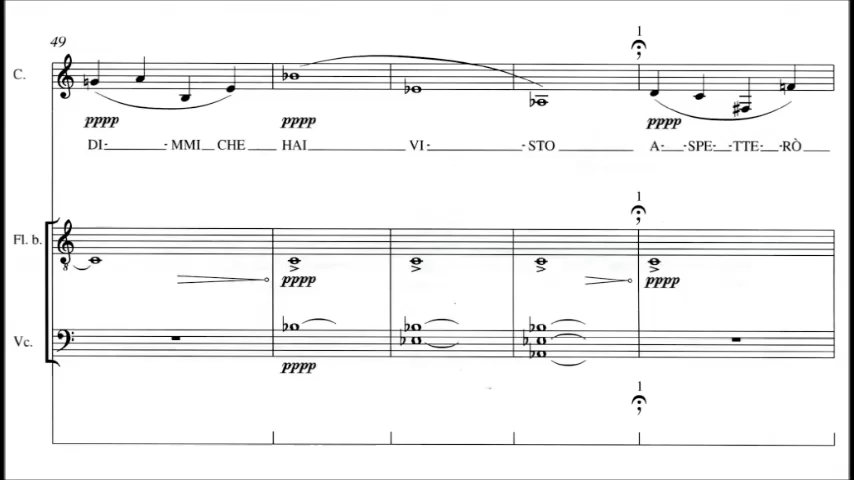 49
1
C.
pppp pppp pppp
DI- - MMI CHE HAI VI- - STO A- -SPE- -TTE- -RÒ
1
Fl. b.
8
pppp pppp
Vc.
pppp
1